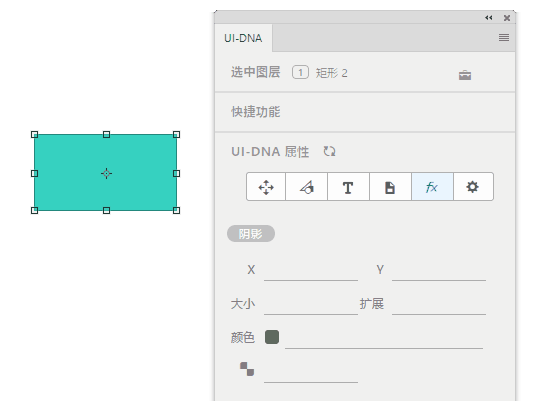 UI-DNA
选中图层 1 矩形 2
快捷功能
UI-DNA 属性
T fx
阴影
X Y
大小 扩展
颜色